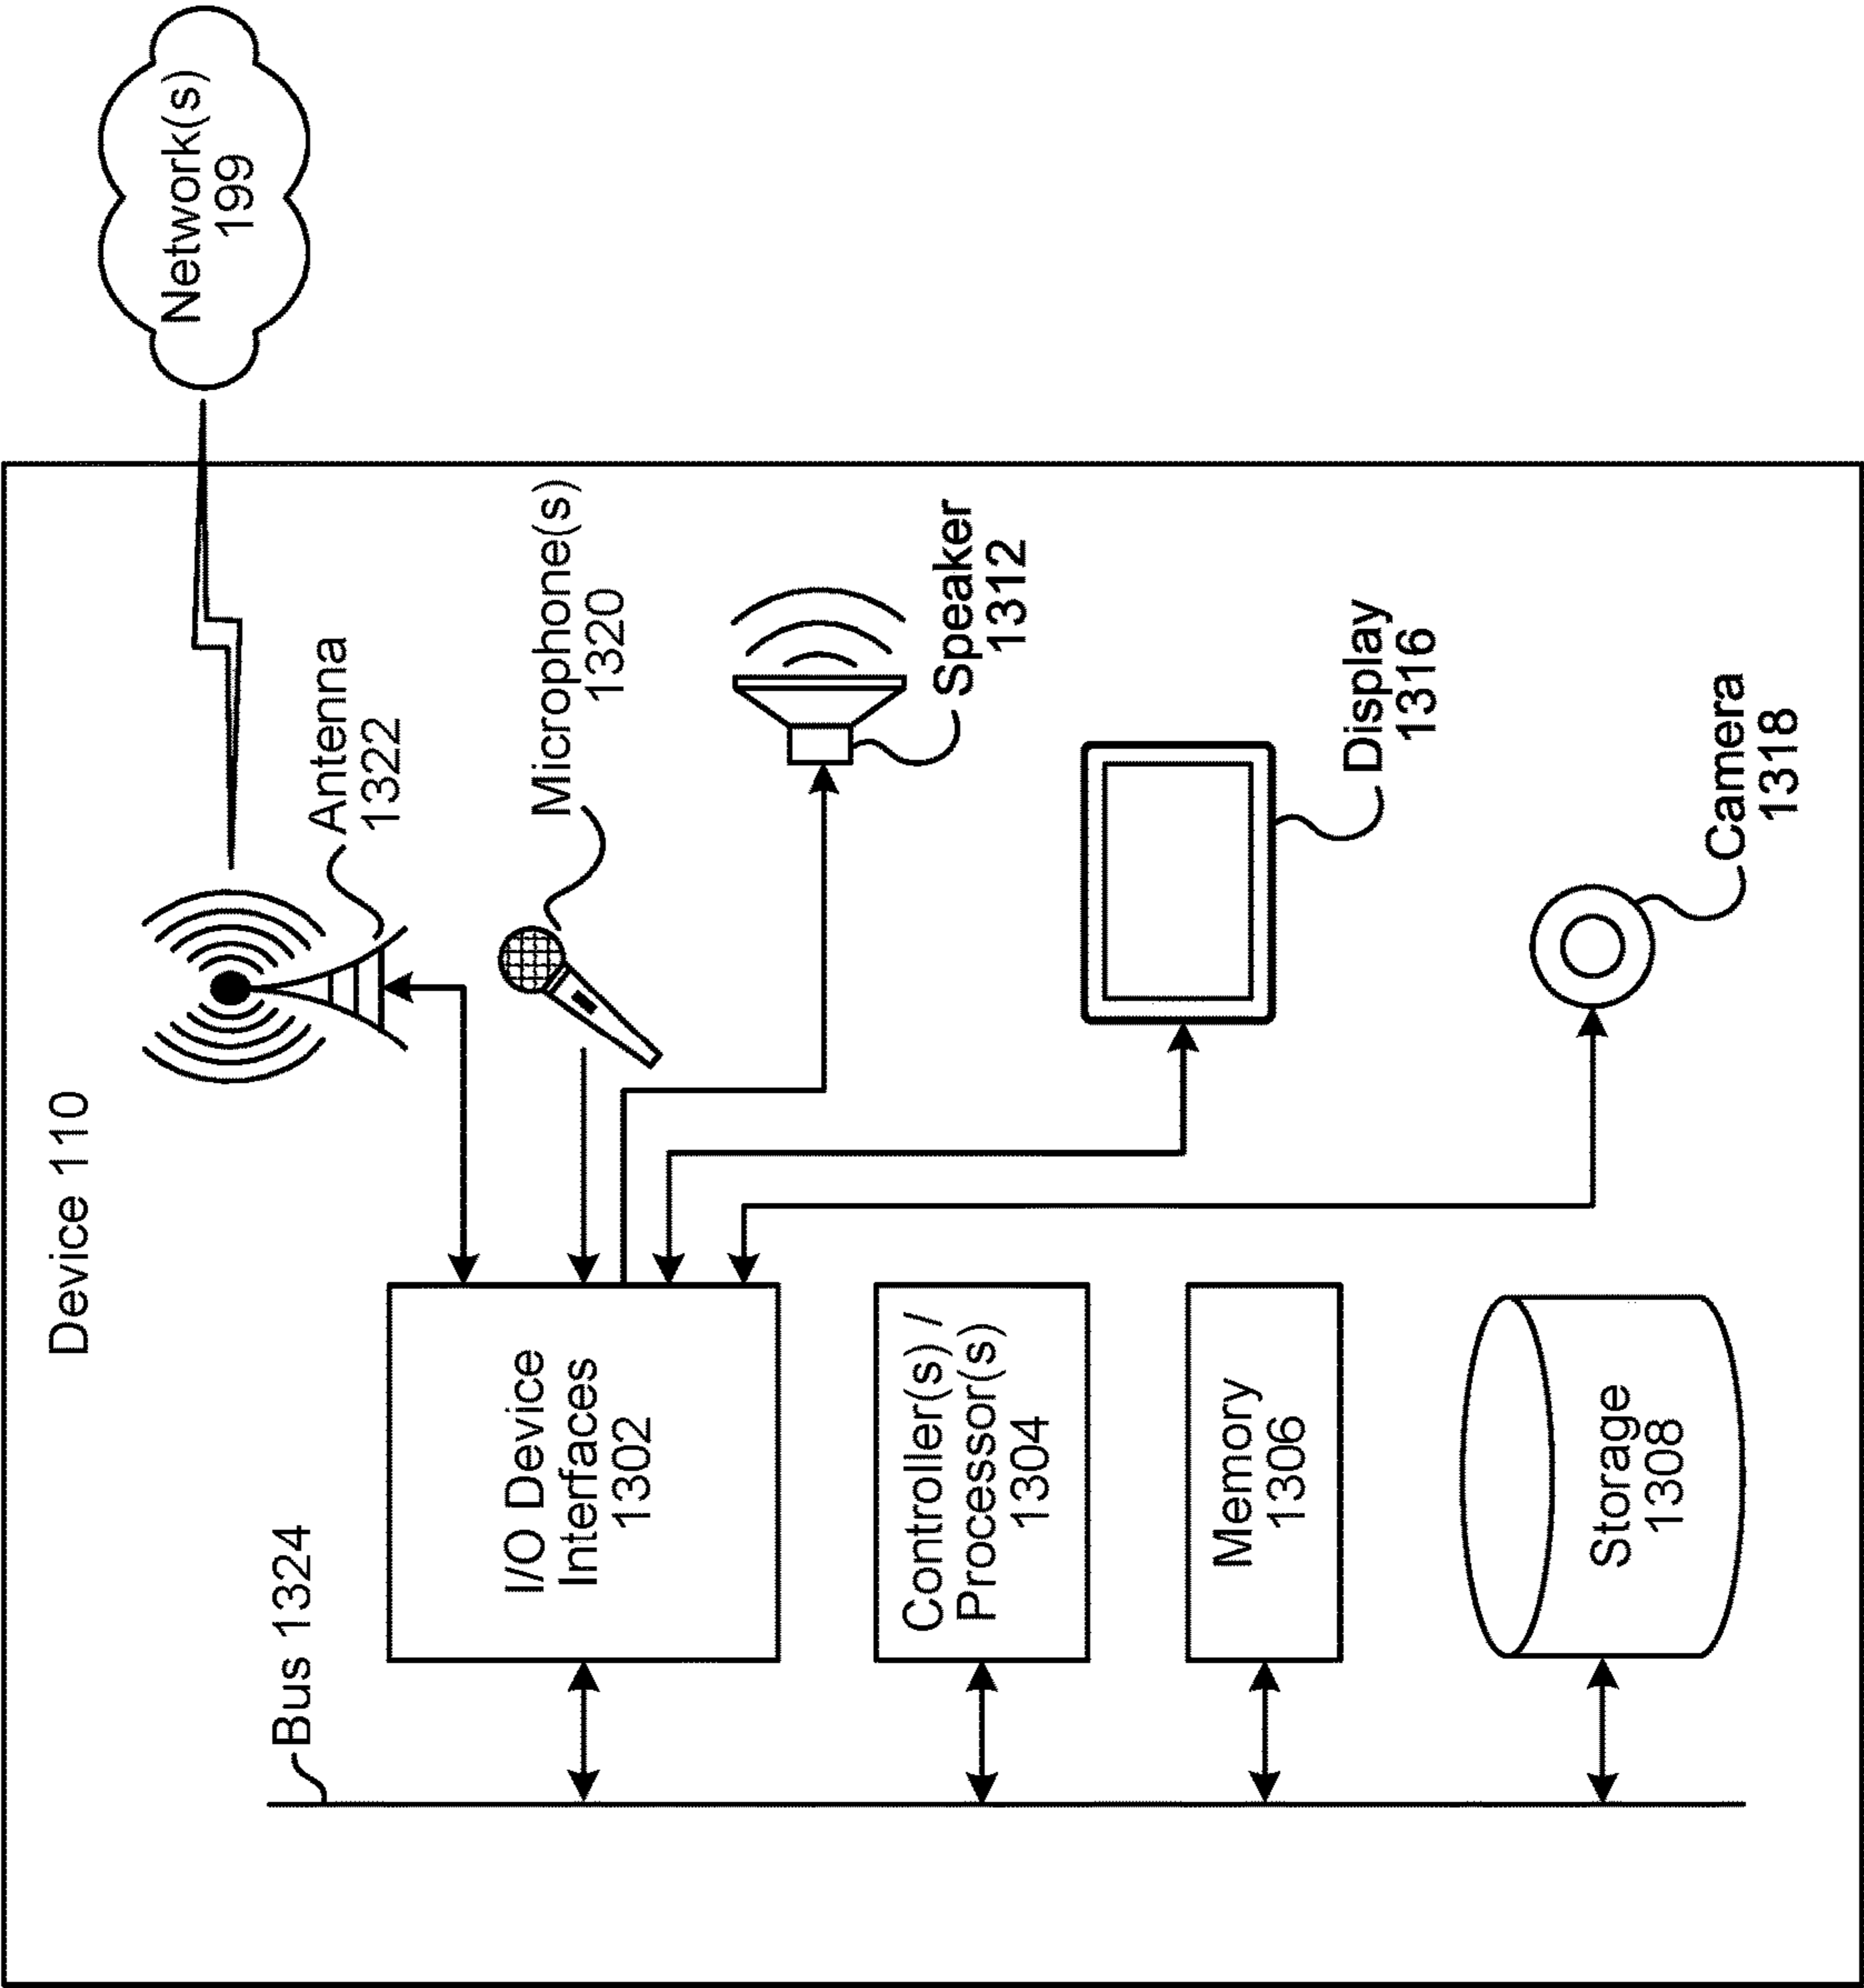 Device 110
Network(s)
199
Bus 1324
Antenna
1322
I/O Device
Interfaces
1302
Microphone(s)
1320
Speaker
1312
Controller(s) /
Processor(s)
1304
Display
1316
Memory
1306
Storage
1308
Camera
1318